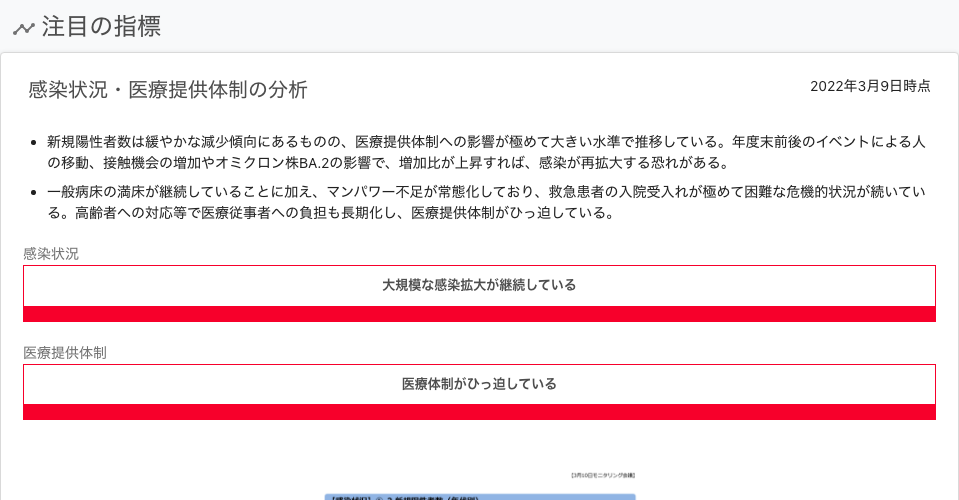 注目の指標
感染状況・医療提供体制の分析
2022年3月9日時点
新規陽性者数は緩やかな減少傾向にあるものの、医療提供体制への影響が極めて大きい水準で推移している。年度末前後のイベントによる人
の移動、接触機会の増加やオミクロン株BA.2の影響で、増加比が上昇すれば、感染が再拡大する恐れがある。
一般病床の満床が継続していることに加え、マンパワー不足が常態化しており、救急患者の入院受入れが極めて困難な危機的状況が続いてい
る。高齢者への対応等で医療従事者への負担も長期化し、医療提供体制がひっ迫している。
感染状況
大規模な感染拡大が継続している
医療提供体制
医療体制がひっ迫している
【3月10日モニタリング会議】